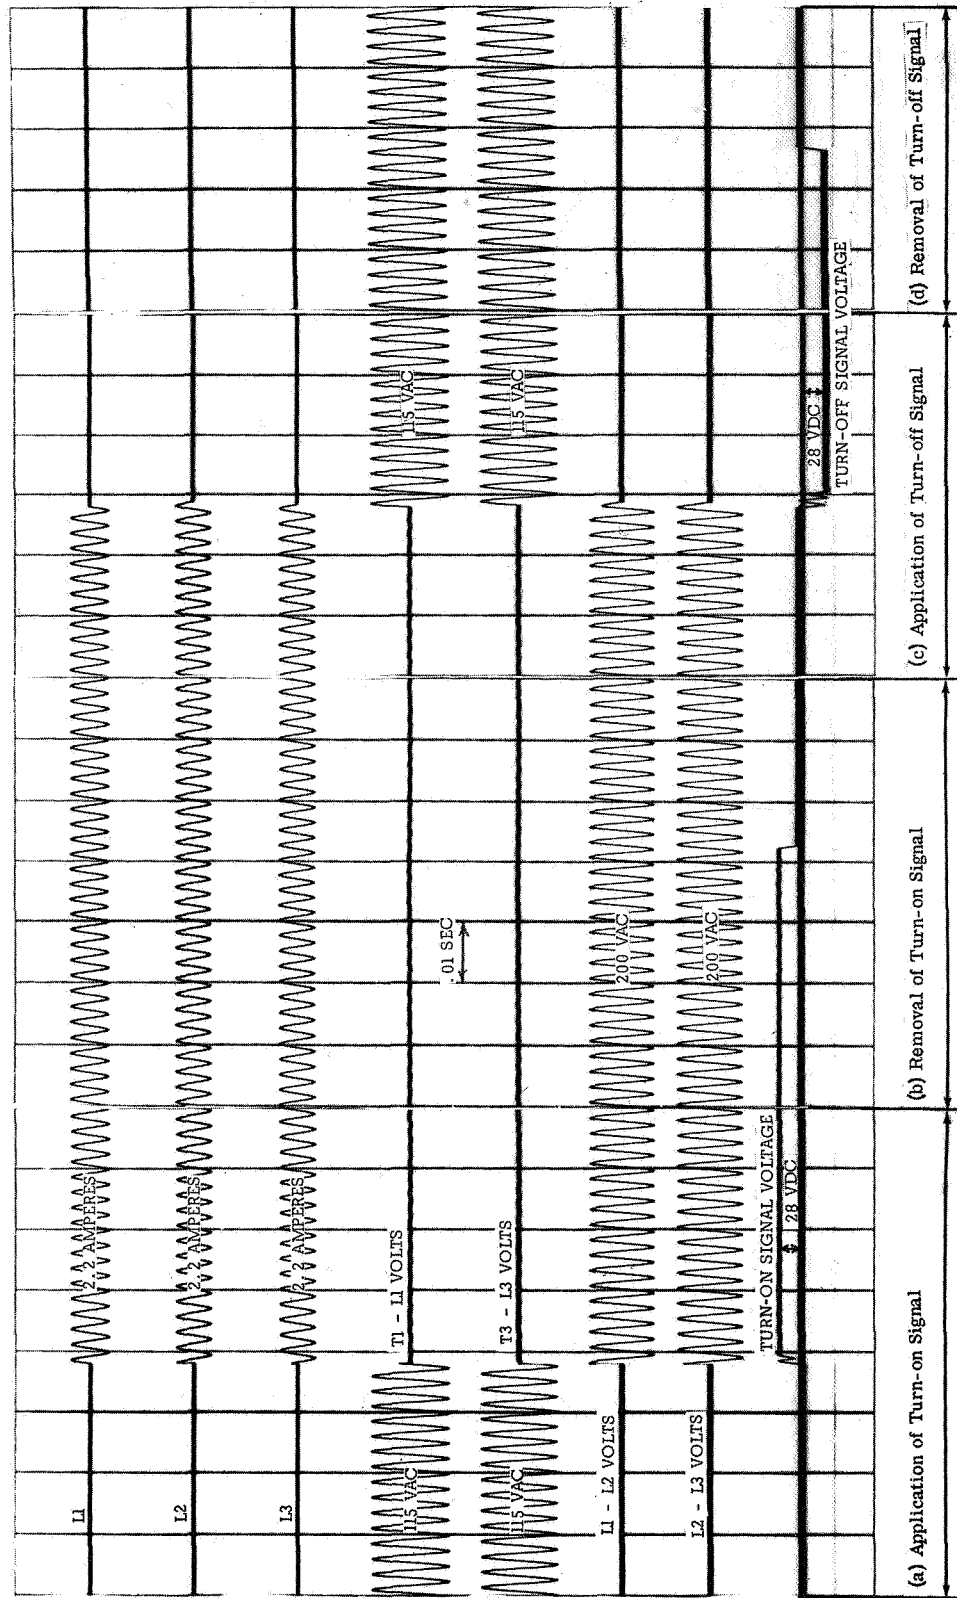 L1
2.2 AMPERES
L2
2.2 AMPERES
L3
2.2 AMPERES
115 VAC
T1 - L1 VOLTS
115 VAC
.01 SEC
115 VAC
T3 - L3 VOLTS
115 VAC
L1 - L2 VOLTS
200 VAC
L2 - L3 VOLTS
200 VAC
TURN-ON SIGNAL VOLTAGE
28 VDC
28 VDC
TURN-OFF SIGNAL VOLTAGE
(a) Application of Turn-on Signal
(b) Removal of Turn-on Signal
(c) Application of Turn-off Signal
(d) Removal of Turn-off Signal